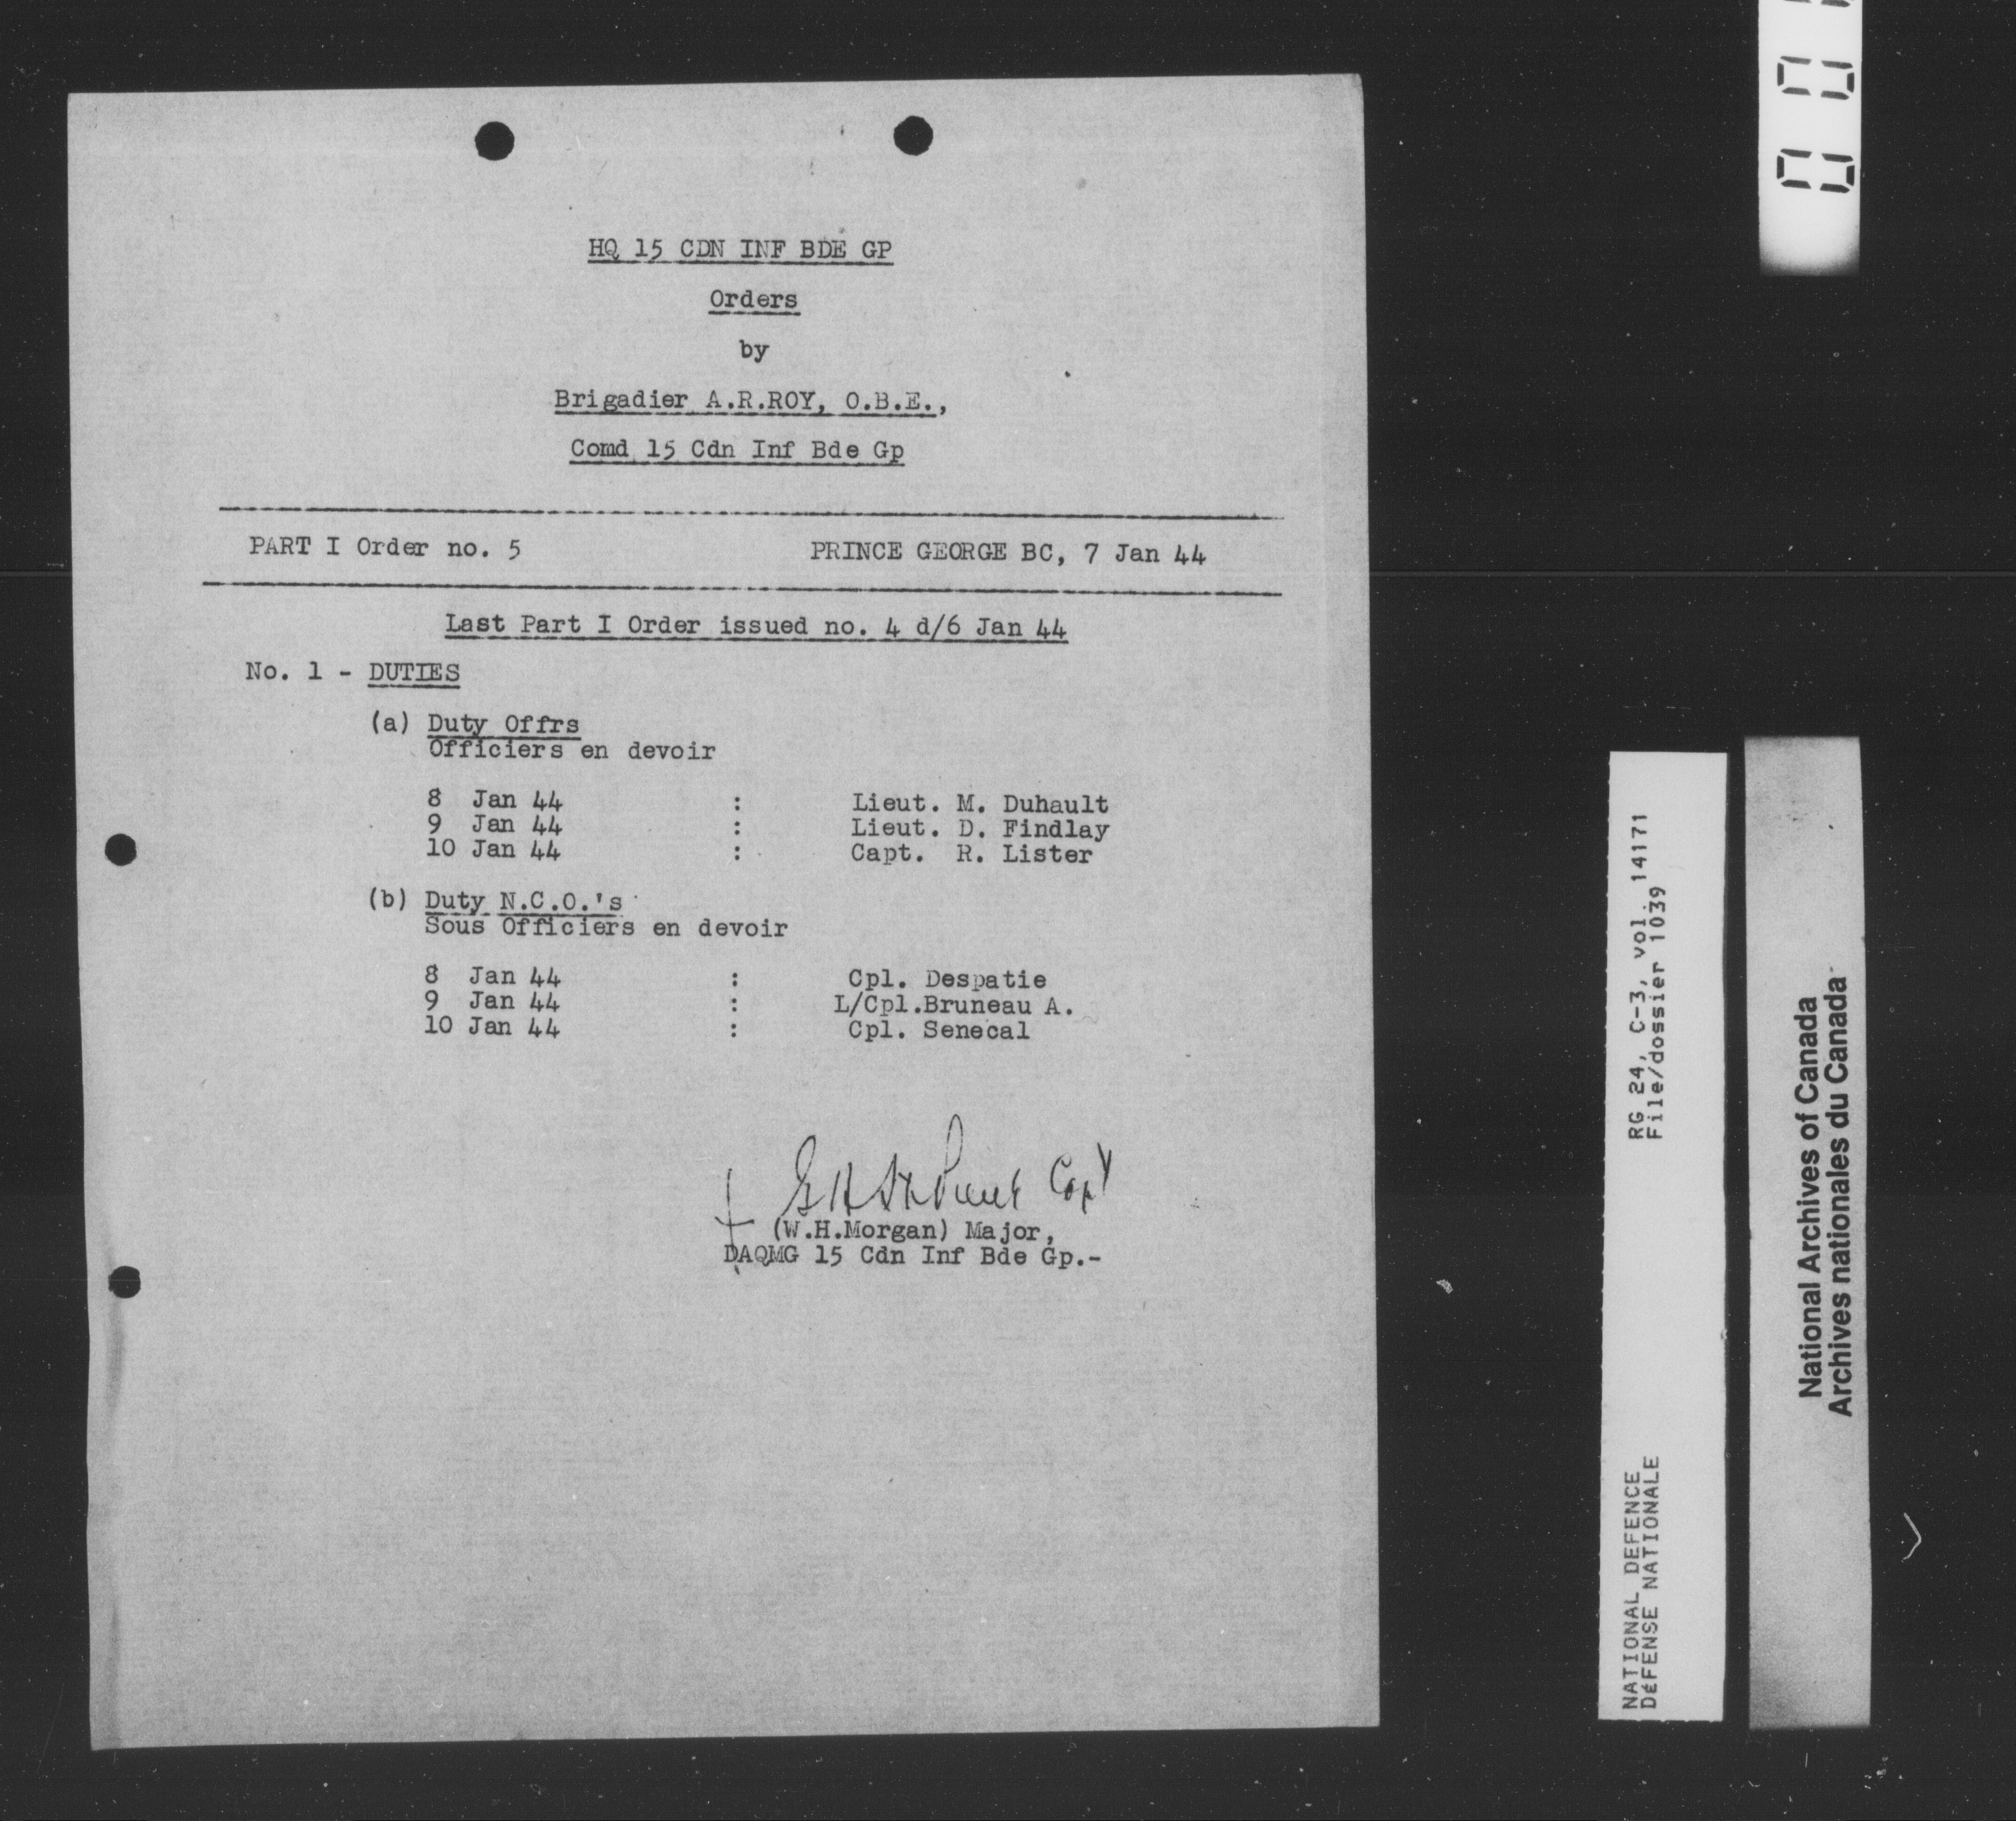 HQ 15 CDN INF BDE GP
Orders
by
Brigadier A.R.ROY, O.B.E.,
Comd 15 Cdn Inf Bde Gp
PART I Order no. 5 PRINCE GEORGE BC, 7 Jan 44
Last Part I Order issued no. 4 d/6 Jan 44
No. 1 - DUTIES
(a) Duty Offrs
Officiers en devoir
8 Jan 44 : Lieut. M. Duhault
9 Jan 44 : Lieut. D. Findlay
10 Jan 44 : Capt. R. Lister
(b) Duty N.C.O.'s
Sous Officiers en devoir
8 Jan 44 : Cpl. Despatie
9 Jan 44 : L/Cpl.Bruneau A.
10 Jan 44 : Cpl. Senecal
Capt
(W.H.Morgan) Major,
DAQMG 15 Cdn Inf Bde Gp.-
NATIONAL DEFENCE RG 24, C-3, vol. 14171
DéFENSE NATIONALE File/dossier 1039
National Archives of Canada
Archives nationales du Canada